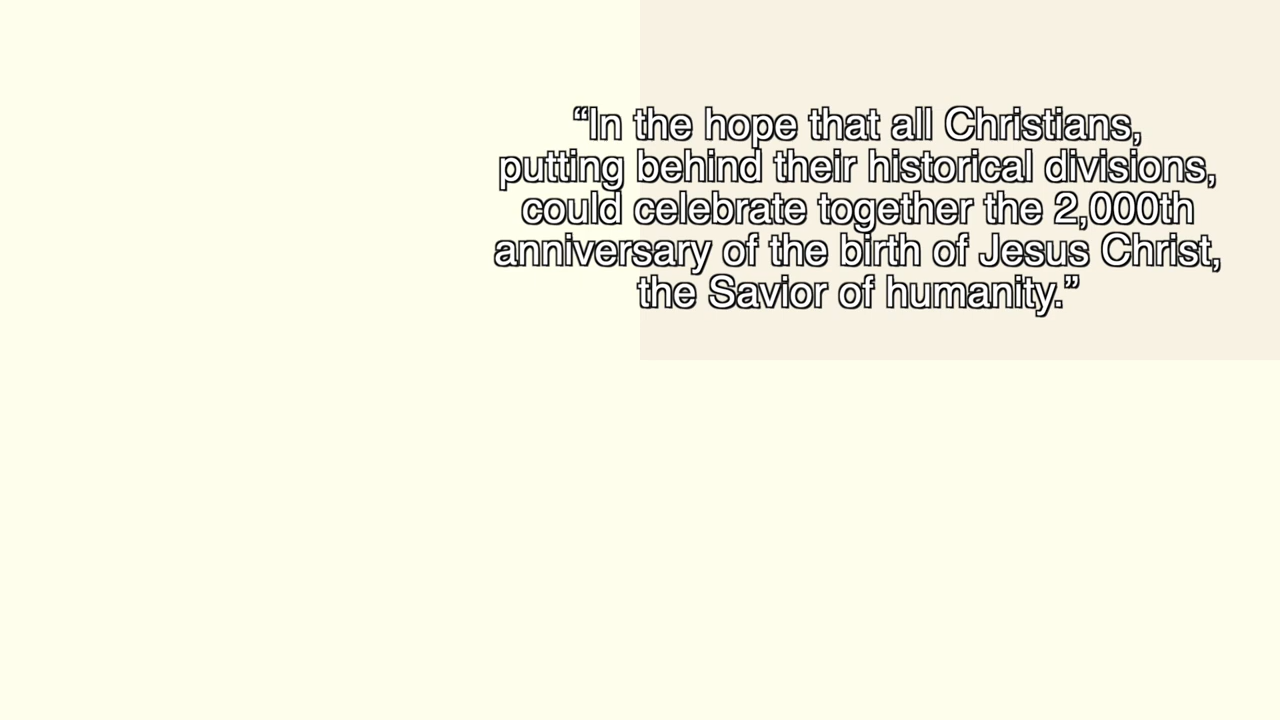 “In the hope that all Christians,
putting behind their historical divisions,
could celebrate together the 2,000th
anniversary of the birth of Jesus Christ,
the Savior of humanity.”